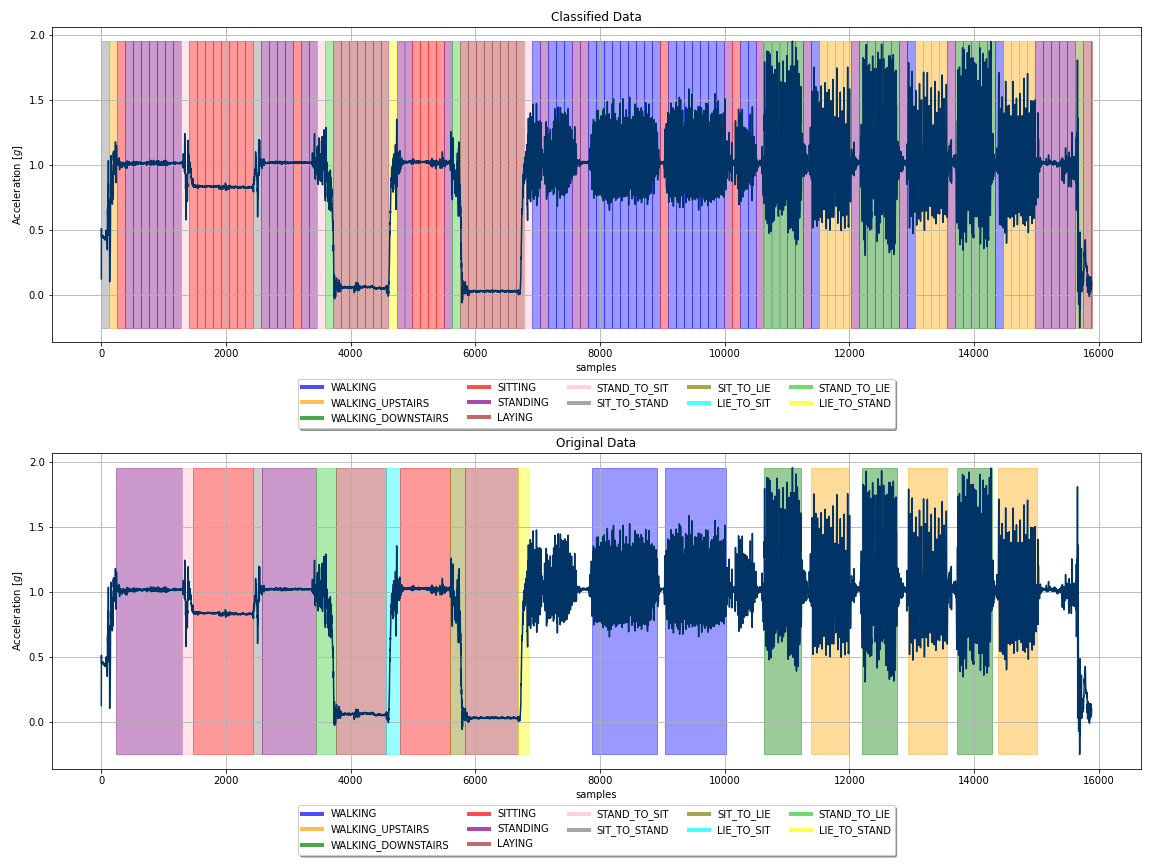 Classified Data
2.0
1.5
1.0
0.5
0.0
Acceleration [g]
0 2000 4000 6000 8000 10000 12000 14000 16000
samples
WALKING SITTING STAND_TO_SIT SIT_TO_LIE STAND_TO_LIE
WALKING_UPSTAIRS STANDING SIT_TO_STAND LIE_TO_SIT LIE_TO_STAND
WALKING_DOWNSTAIRS LAYING
Original Data
2.0
1.5
1.0
0.5
0.0
Acceleration [g]
0 2000 4000 6000 8000 10000 12000 14000 16000
samples
WALKING SITTING STAND_TO_SIT SIT_TO_LIE STAND_TO_LIE
WALKING_UPSTAIRS STANDING SIT_TO_STAND LIE_TO_SIT LIE_TO_STAND
WALKING_DOWNSTAIRS LAYING